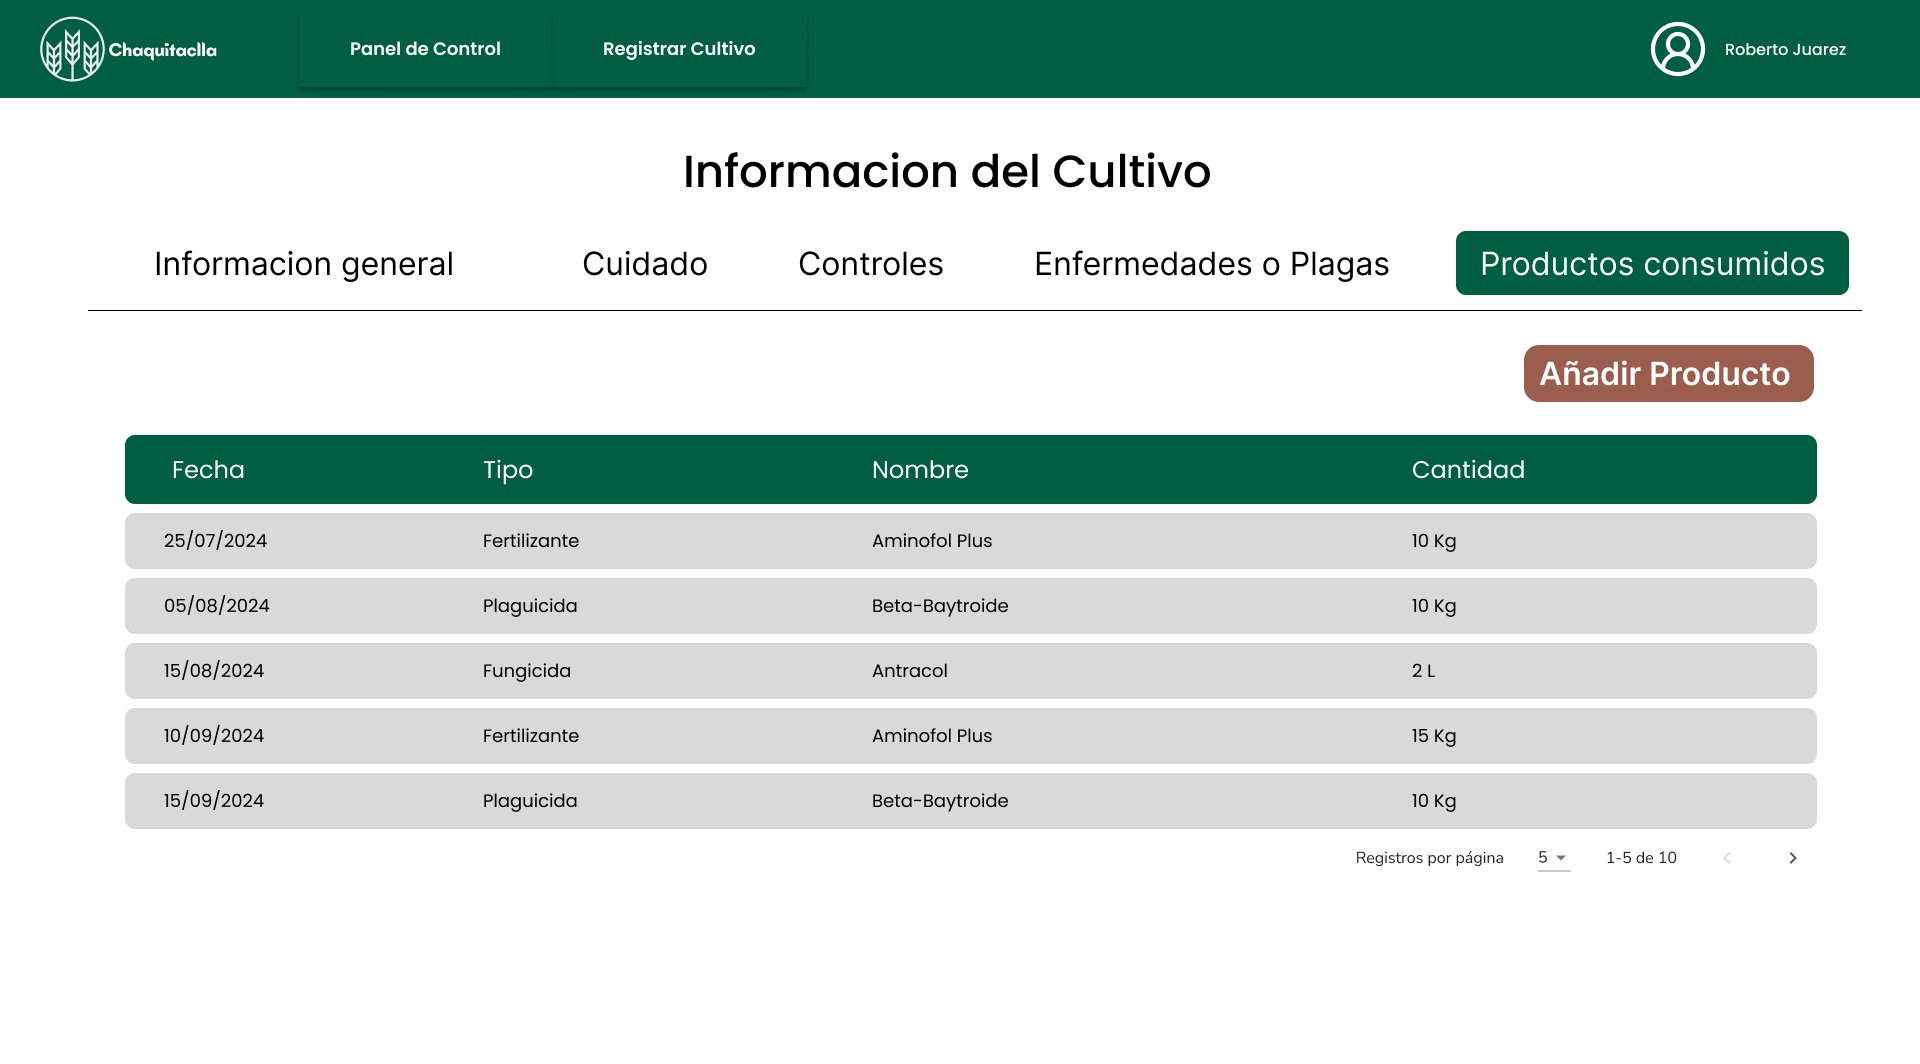 Chaquitaclla
Panel de Control
Registrar Cultivo
Roberto Juarez
Informacion del Cultivo
Informacion general
Cuidado
Controles
Enfermedades o Plagas
Productos consumidos
Añadir Producto
Fecha Tipo Nombre Cantidad
25/07/2024 Fertilizante Aminofol Plus 10 Kg
05/08/2024 Plaguicida Beta-Baytroide 10 Kg
15/08/2024 Fungicida Antracol 2 L
10/09/2024 Fertilizante Aminofol Plus 15 Kg
15/09/2024 Plaguicida Beta-Baytroide 10 Kg
Registros por página 5 1-5 de 10